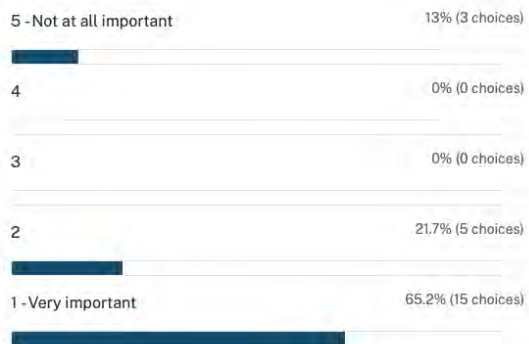 5 - Not at all important 13% (3 choices)
4 0% (0 choices)
3 0% (0 choices)
2 21.7% (5 choices)
1 - Very important 65.2% (15 choices)